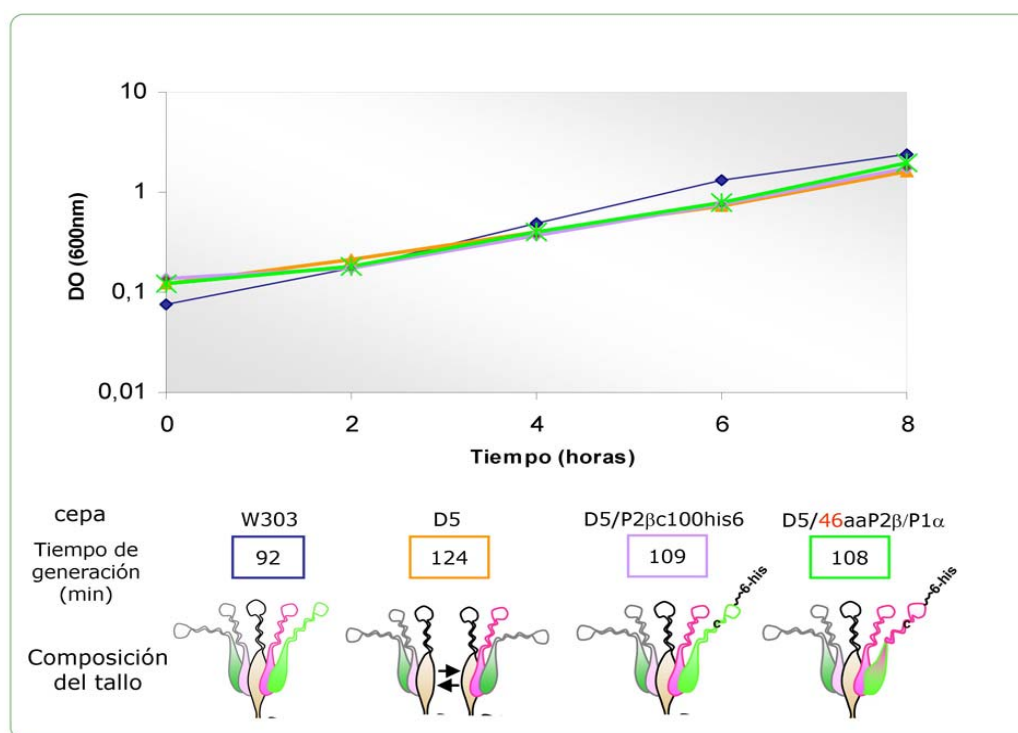 10
1
0,1
0,01
DO (600nm)
0 2 4 6 8
Tiempo (horas)
cepa W303 D5 D5/P2βc100his6 D5/46aaP2β/P1α
Tiempo de
generación
(min)
92 124 109 108
6-his
c
6-his
c
Composición
del tallo